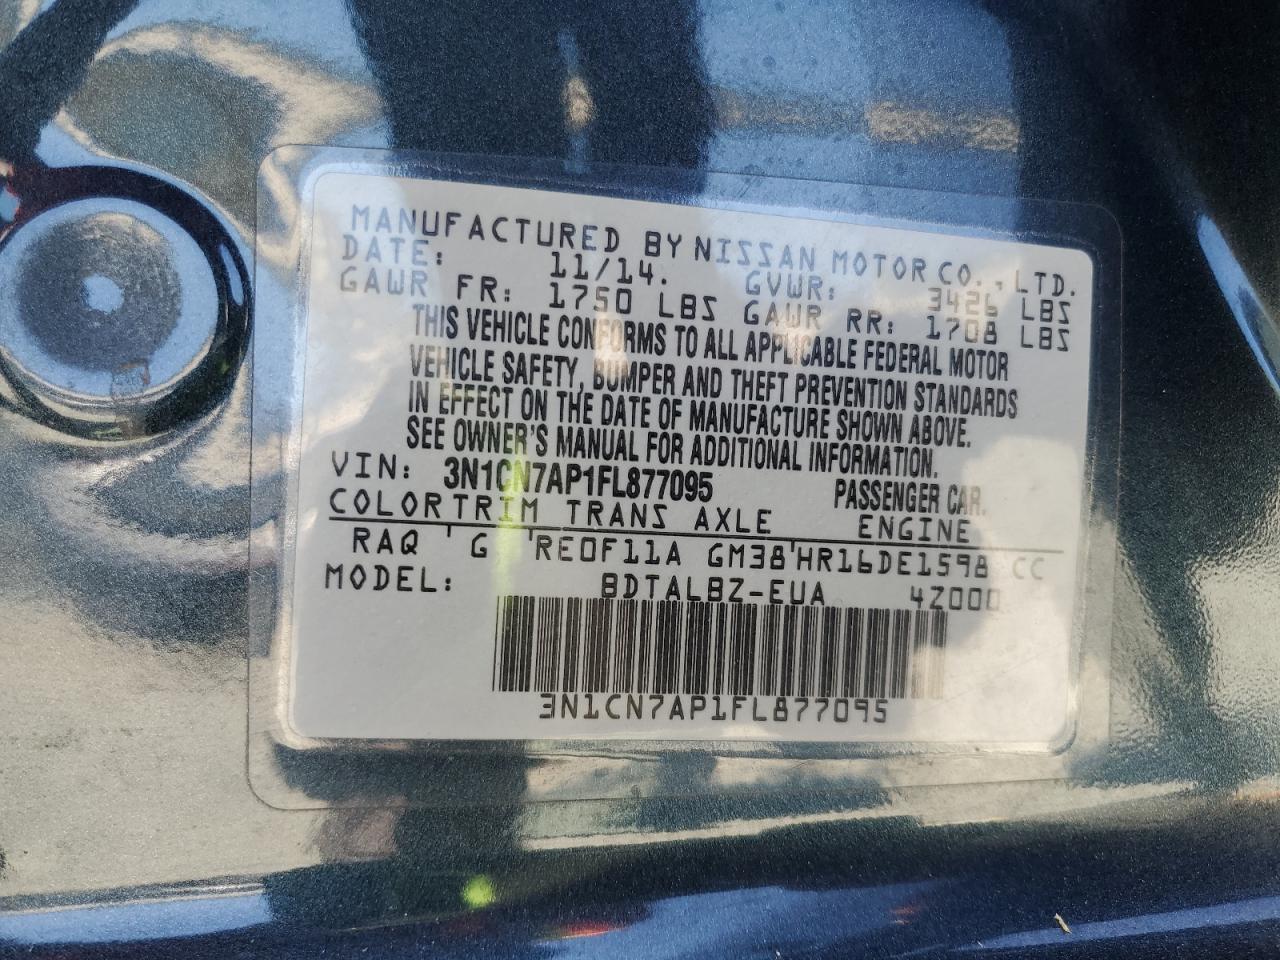 MANUFACTURED BY NISSAN MOTOR CO., LTD.
DATE: 11/14. GVWR: 3426 LBS
GAWR FR: 1750 LBS GAWR RR: 1708 LBS
THIS VEHICLE CONFORMS TO ALL APPLICABLE FEDERAL MOTOR
VEHICLE SAFETY, BUMPER AND THEFT PREVENTION STANDARDS
IN EFFECT ON THE DATE OF MANUFACTURE SHOWN ABOVE.
SEE OWNER'S MANUAL FOR ADDITIONAL INFORMATION.
VIN: 3N1CN7AP1FL877095 PASSENGER CAR.
COLOR TRIM TRANS AXLE ENGINE
RAQ ' G ' RE0F11A GM38 ' HR16DE1598 CC
MODEL: BDTALBZ-EUA 4Z000
3N1CN7AP1FL877095